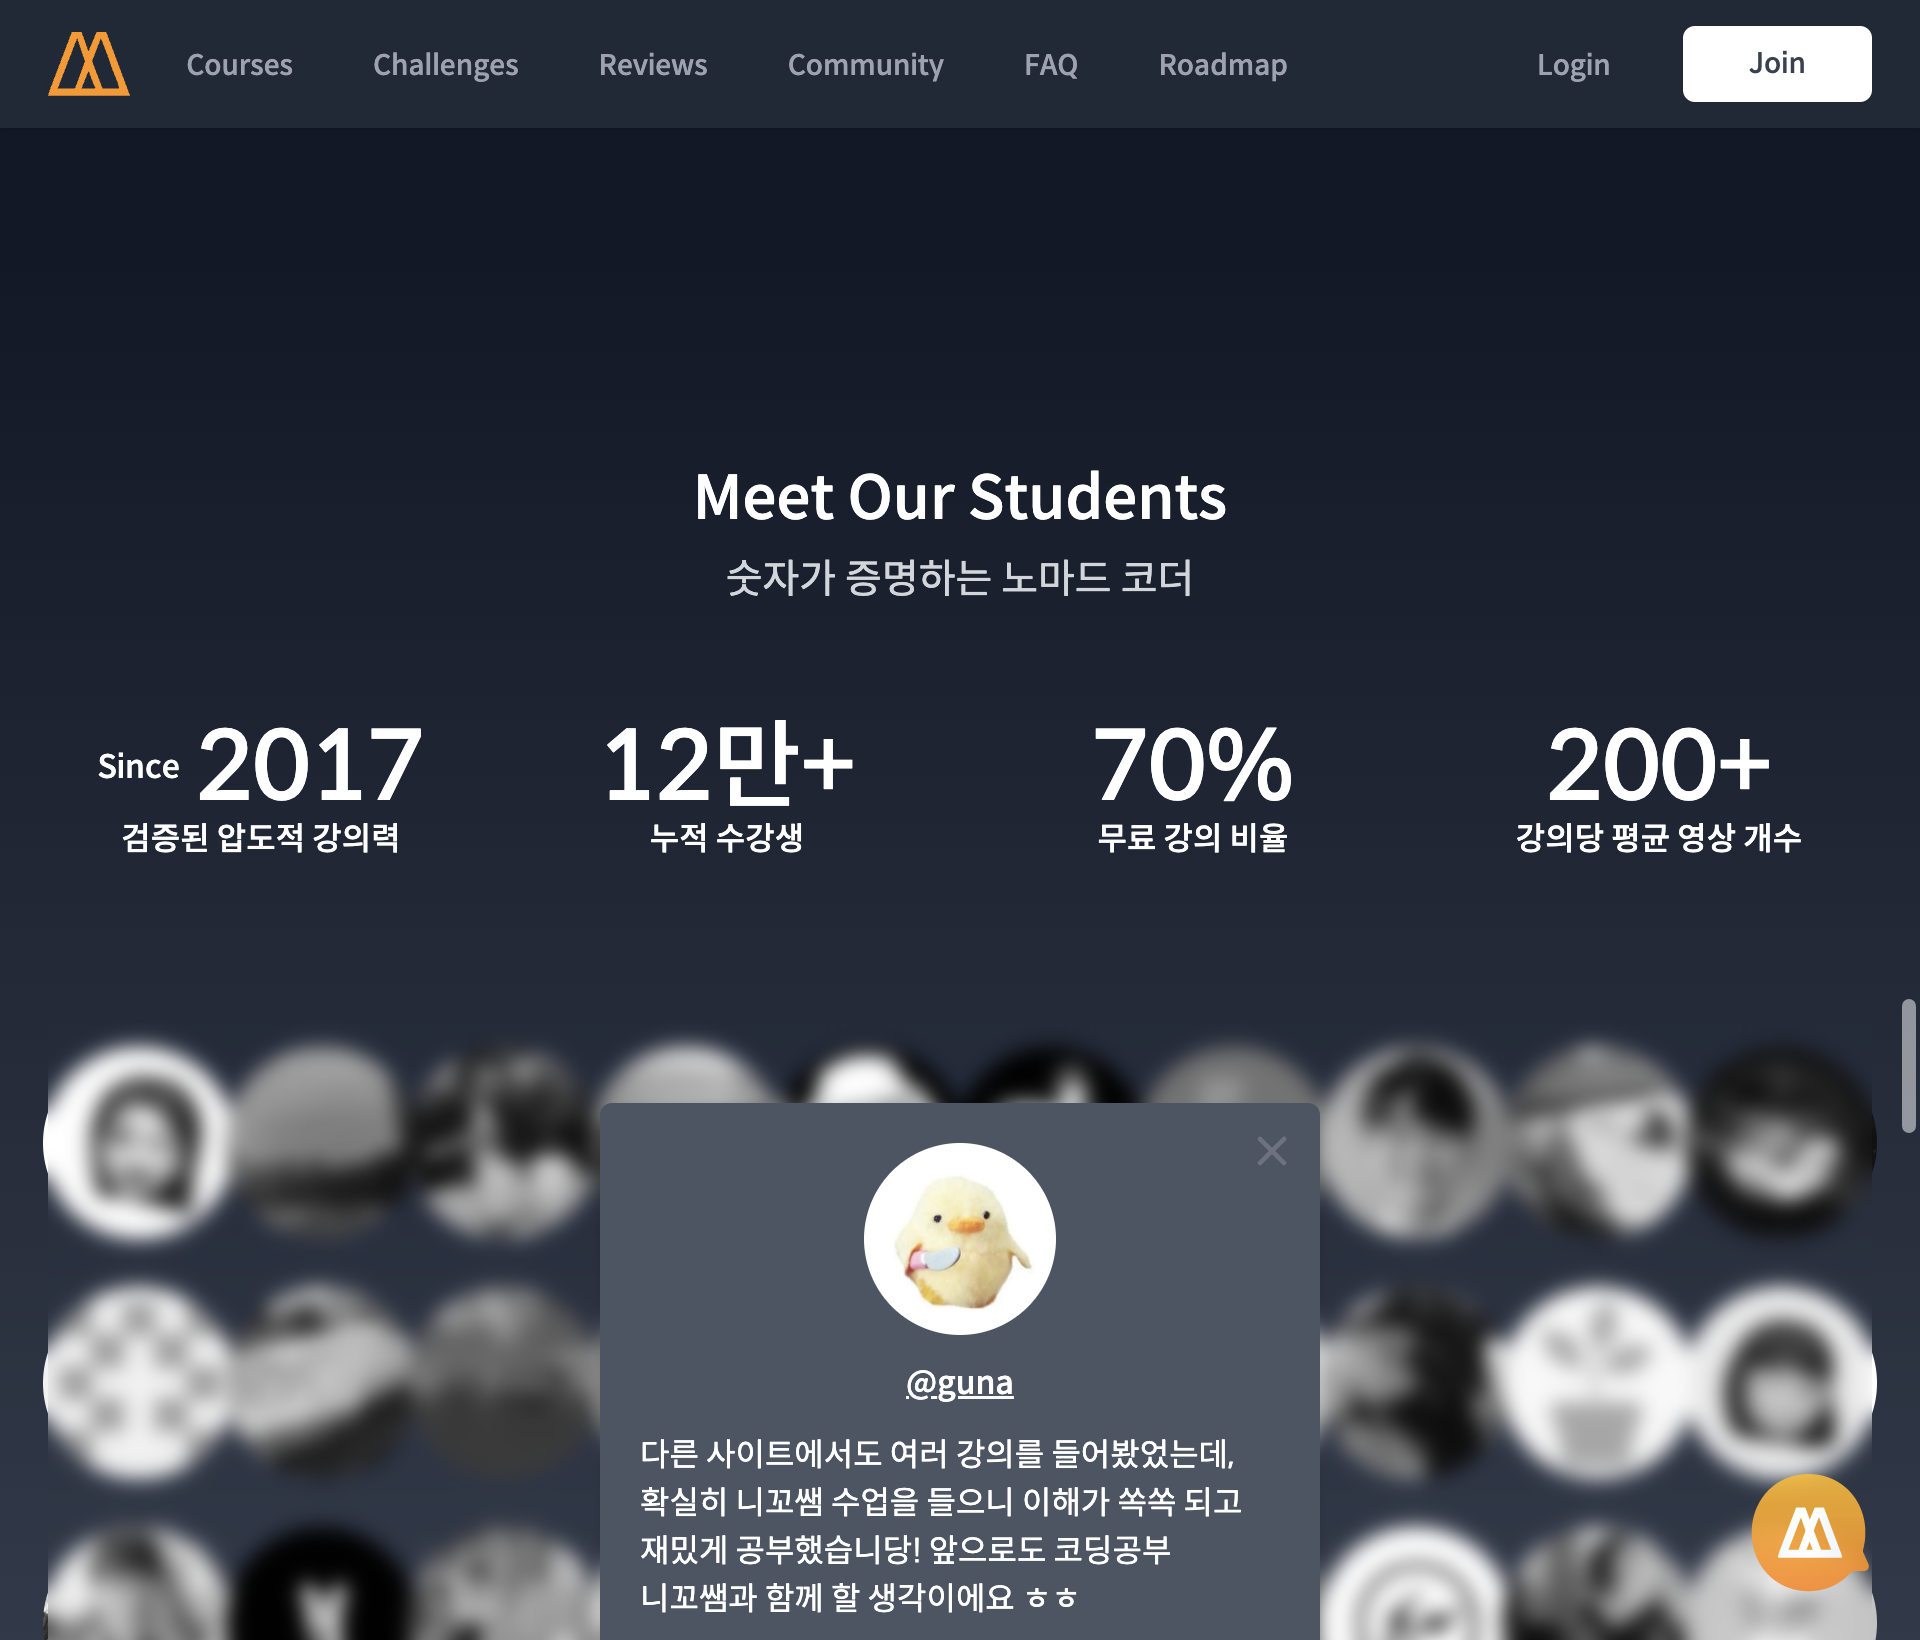 Courses
Challenges
Reviews
Community
FAQ
Roadmap
Login
Join
Meet Our Students
숫자가 증명하는 노마드 코더
Since 2017
검증된 압도적 강의력
12만+
누적 수강생
70%
무료 강의 비율
200+
강의당 평균 영상 개수
@guna
다른 사이트에서도 여러 강의를 들어봤었는데,
확실히 니꼬쌤 수업을 들으니 이해가 쏙쏙 되고
재밌게 공부했습니당! 앞으로도 코딩공부
니꼬쌤과 함께 할 생각이에요 ㅎㅎ